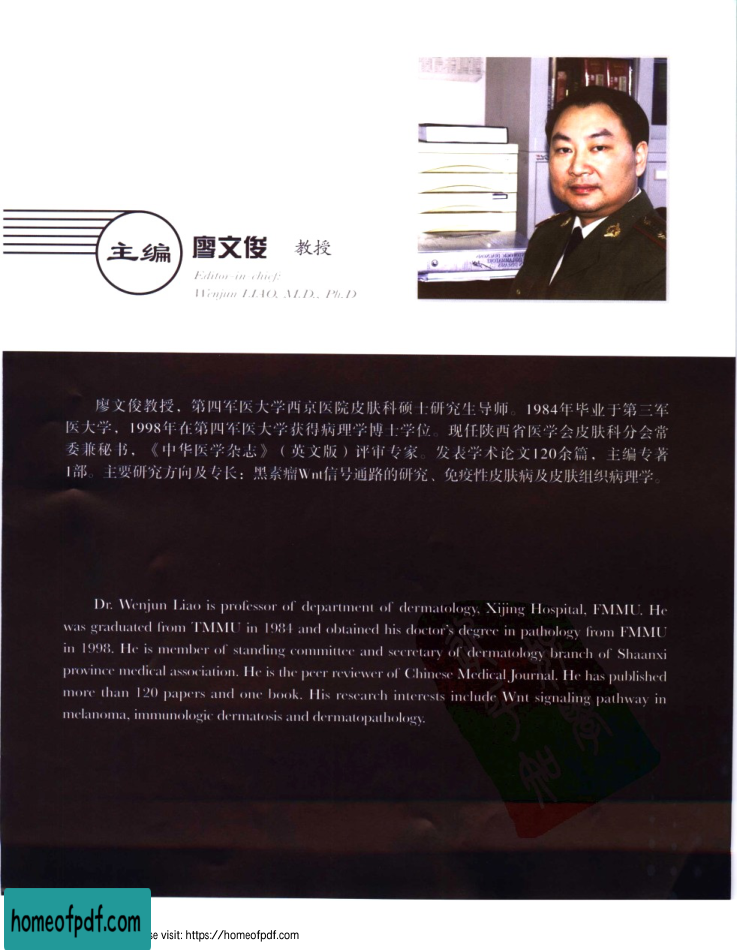 主编
廖文俊 教授
Editor-in chief:
Wenjun LIAO, M.D., Ph.D
廖文俊教授，第四军医大学西京医院皮肤科硕士研究生导师。1984年毕业于第三军
医大学，1998年在第四军医大学获得病理学博士学位。现任陕西省医学会皮肤科分会常
委兼秘书，《中华医学杂志》（英文版）评审专家。发表学术论文120余篇，主编专著
1部。主要研究方向及专长：黑素瘤Wnt信号通路的研究、免疫性皮肤病及皮肤组织病理学。
Dr. Wenjun Liao is professor of department of dermatology, Xijing Hospital, FMMU. He
was graduated from TMMU in 1984 and obtained his doctor's degree in pathology from FMMU
in 1998. He is member of standing committee and secretary of dermatology branch of Shaanxi
province medical association. He is the peer reviewer of Chinese Medical Journal. He has published
more than 120 papers and one book. His research interests include Wnt signaling pathway in
melanoma, immunologic dermatosis and dermatopathology.
homeofpdf.com
se visit: https://homeofpdf.com